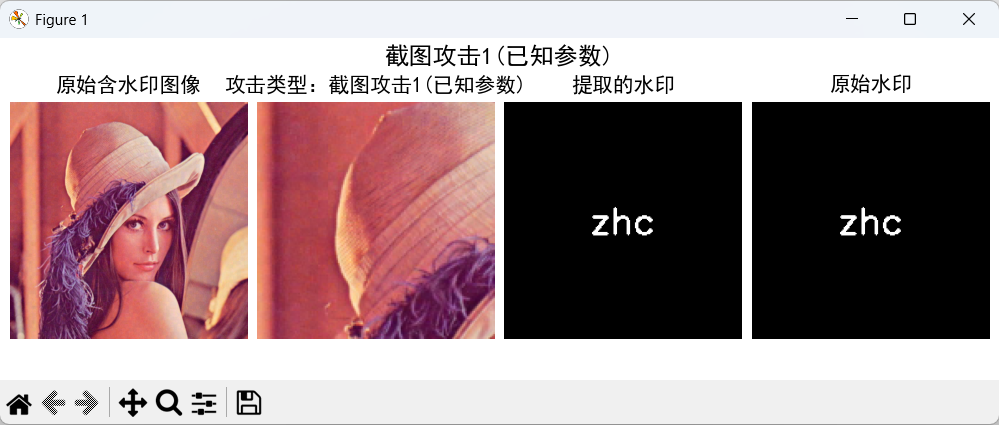 Figure 1
截图攻击1(已知参数)
原始含水印图像
攻击类型：截图攻击1(已知参数)
提取的水印
原始水印
zhc
zhc